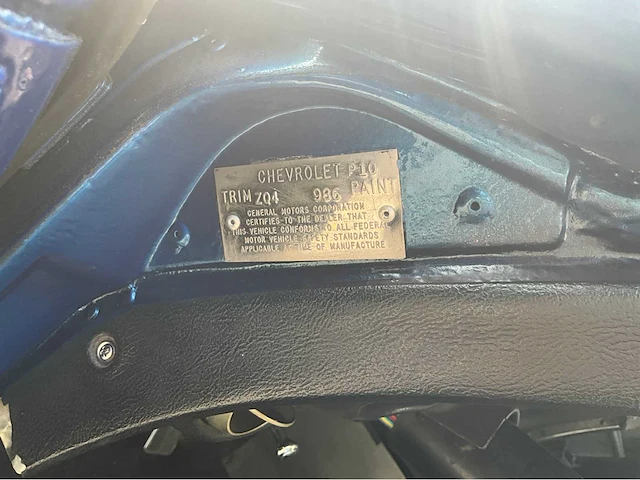 CHEVROLET P10
TRIM ZQ4 986 PAINT
GENERAL MOTORS CORPORATION
CERTIFIES TO THE DEALER THAT
THIS VEHICLE CONFORMS TO ALL FEDERAL
MOTOR VEHICLE SAFETY STANDARDS
APPLICABLE AT TIME OF MANUFACTURE